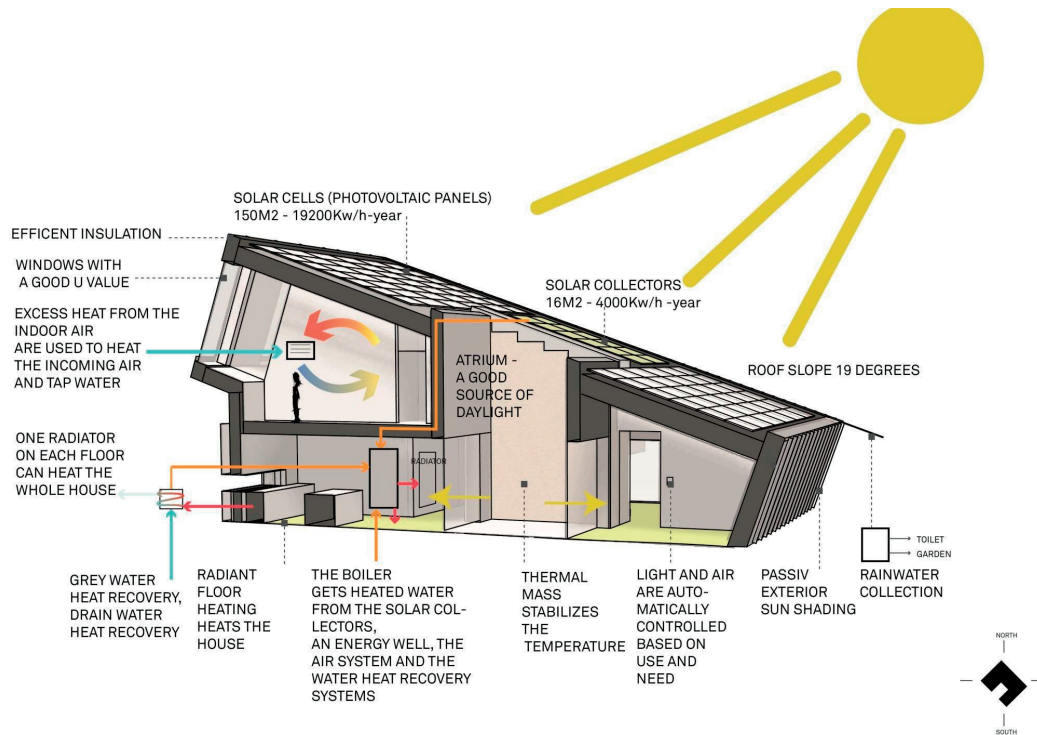 SOLAR CELLS (PHOTOVOLTAIC PANELS)
150M2 - 19200Kw/h-year
EFFICENT INSULATION
WINDOWS WITH
A GOOD U VALUE
SOLAR COLLECTORS
16M2 - 4000Kw/h -year
EXCESS HEAT FROM THE
INDOOR AIR
ARE USED TO HEAT
THE INCOMING AIR
AND TAP WATER
ATRIUM -
A GOOD
SOURCE OF
DAYLIGHT
ROOF SLOPE 19 DEGREES
ONE RADIATOR
ON EACH FLOOR
CAN HEAT THE
WHOLE HOUSE
RADIATOR
TOILET
GARDEN
GREY WATER
HEAT RECOVERY,
DRAIN WATER
HEAT RECOVERY
RADIANT
FLOOR
HEATING
HEATS THE
HOUSE
THE BOILER
GETS HEATED WATER
FROM THE SOLAR COL-
LECTORS,
AN ENERGY WELL, THE
AIR SYSTEM AND THE
WATER HEAT RECOVERY
SYSTEMS
THERMAL
MASS
STABILIZES
THE
TEMPERATURE
LIGHT AND AIR
ARE AUTO-
MATICALLY
CONTROLLED
BASED ON
USE AND
NEED
PASSIV
EXTERIOR
SUN SHADING
RAINWATER
COLLECTION
NORTH
SOUTH